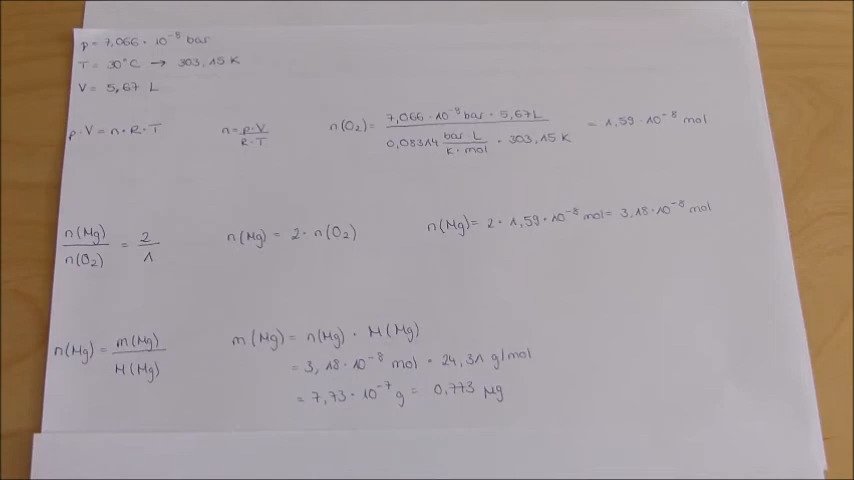 p = 7,066 · 10⁻⁸ bar
T = 30°C → 303,15 K
V = 5,67 L
p · V = n · R · T
n = p · V / R · T
n(O₂) = 7,066 · 10⁻⁸ bar · 5,67 L / 0,08314 bar · L / K · mol · 303,15 K = 1,59 · 10⁻⁸ mol
n(Mg) / n(O₂) = 2 / 1
n(Mg) = 2 · n(O₂)
n(Mg) = 2 · 1,59 · 10⁻⁸ mol = 3,18 · 10⁻⁸ mol
n(Mg) = m(Mg) / M(Mg)
m(Mg) = n(Mg) · M(Mg)
= 3,18 · 10⁻⁸ mol · 24,31 g/mol
= 7,73 · 10⁻⁷ g = 0,773 µg